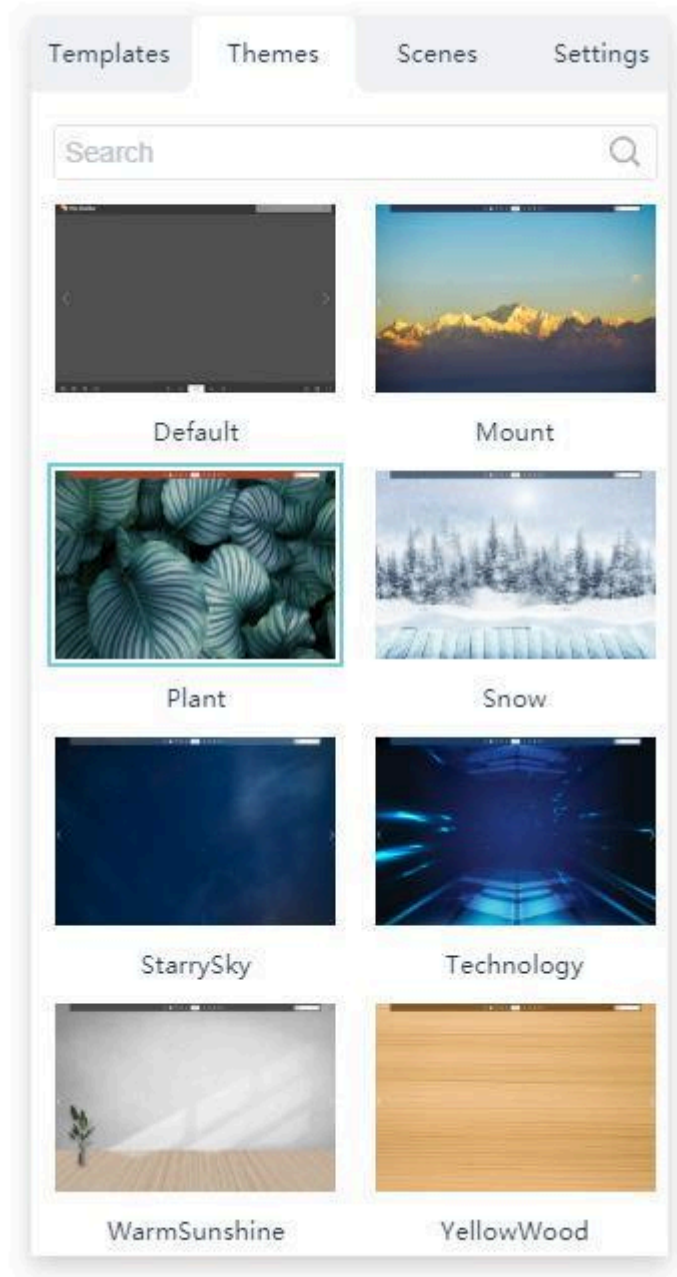 Templates Themes Scenes Settings
Search
Default Mount
Plant Snow
StarrySky Technology
WarmSunshine YellowWood